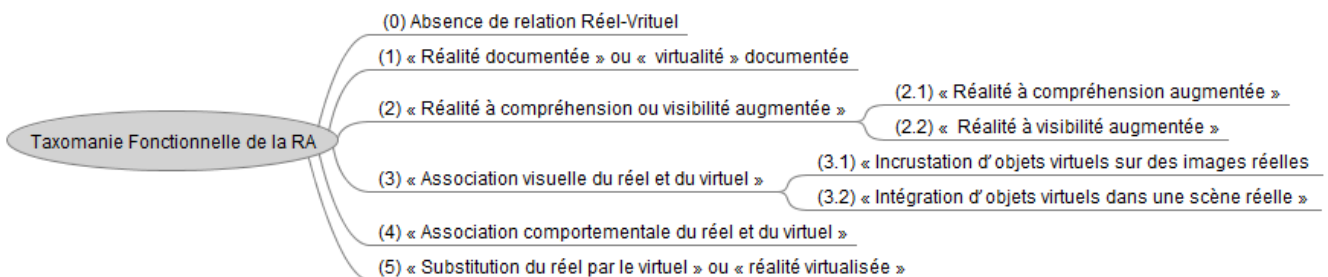 (0) Absence de relation Réel-Vrituel
(1) « Réalité documentée » ou «  virtualité » documentée
(2) « Réalité à compréhension ou visibilité augmentée »
(2.1) « Réalité à compréhension augmentée »
(2.2) «  Réalité à visibilité augmentée »
Taxomanie Fonctionnelle de la RA
(3) « Association visuelle du réel et du virtuel »
(3.1) « Incrustation d' objets virtuels sur des images réelles
(3.2) « Intégration d' objets virtuels dans une scène réelle »
(4) « Association comportementale du réel et du virtuel »
(5) « Substitution du réel par le virtuel » ou « réalité virtualisée »